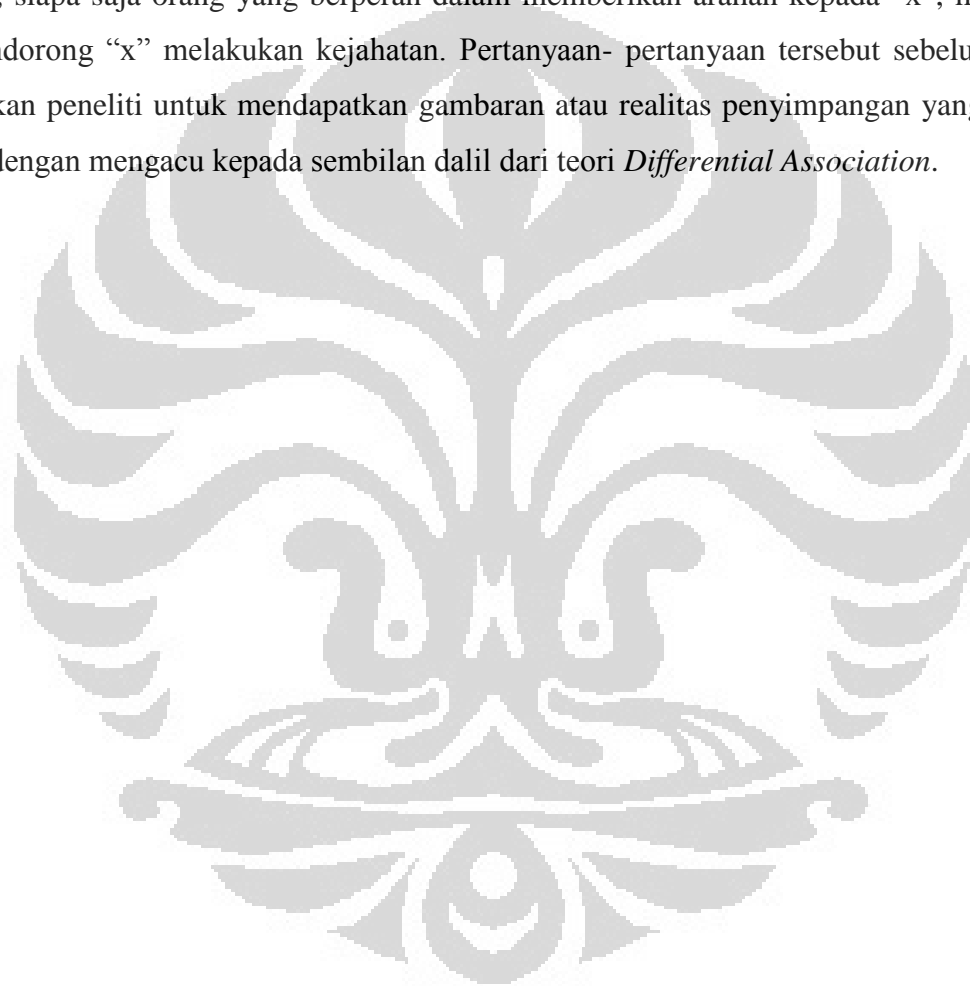 siapa saja orang yang berperan dalam memberikan arahan kepada “x”,
ndorong “x” melakukan kejahatan. Pertanyaan- pertanyaan tersebut sebelu
kan peneliti untuk mendapatkan gambaran atau realitas penyimpangan yang
dengan mengacu kepada sembilan dalil dari teori Differential Association.